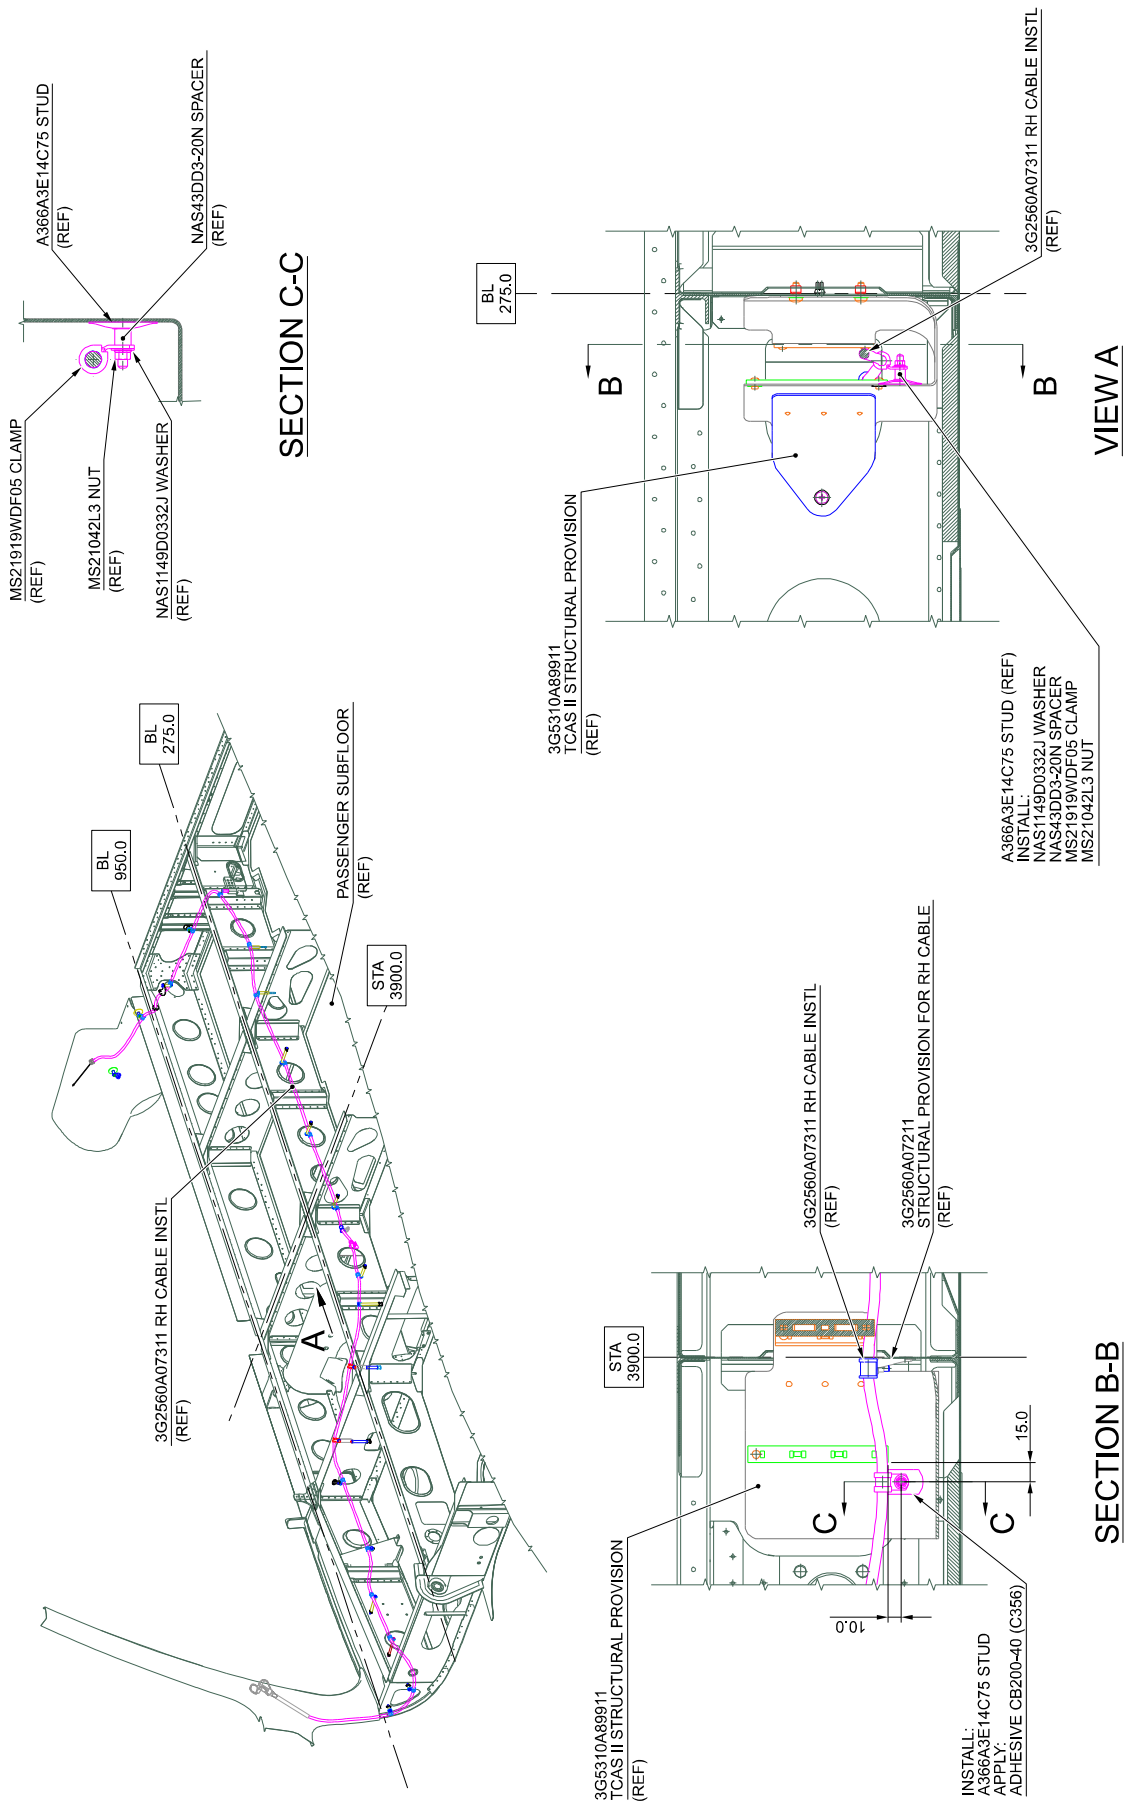 3G2560A07311 RH CABLE INSTL
(REF)
A
BL
950.0
BL
275.0
PASSENGER SUBFLOOR
(REF)
STA
3900.0
MS21919WDF05 CLAMP
(REF)
MS21042L3 NUT
(REF)
NAS1149D0332J WASHER
(REF)
A366A3E14C75 STUD
(REF)
NAS43DD3-20N SPACER
(REF)
SECTION C-C
3G5310A89911
TCAS II STRUCTURAL PROVISION
(REF)
STA
3900.0
3G2560A07311 RH CABLE INSTL
(REF)
3G2560A07211
STRUCTURAL PROVISION FOR RH CABLE
(REF)
C
C
10.0
15.0
INSTALL:
A366A3E14C75 STUD
APPLY:
ADHESIVE CB200-40 (C356)
SECTION B-B
3G5310A89911
TCAS II STRUCTURAL PROVISION
(REF)
BL
275.0
B
B
3G2560A07311 RH CABLE INSTL
(REF)
A366A3E14C75 STUD (REF)
INSTALL:
NAS1149D0332J WASHER
NAS43DD3-20N SPACER
MS21919WDF05 CLAMP
MS21042L3 NUT
VIEW A